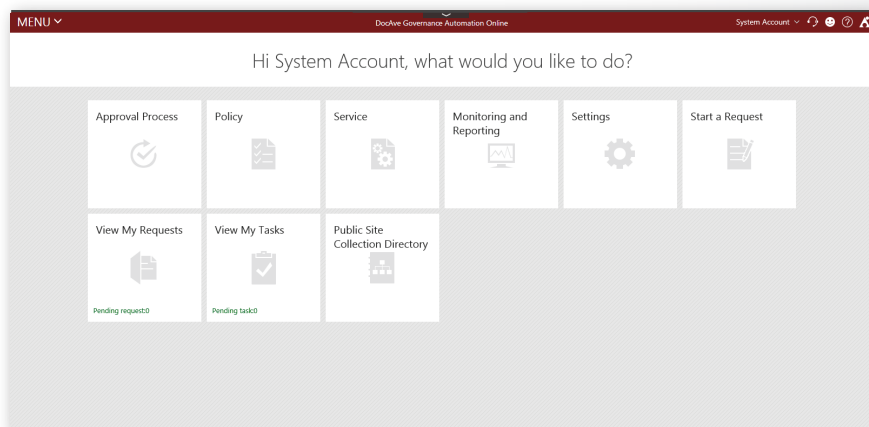 MENU
DocAve Governance Automation Online
System Account
Hi System Account, what would you like to do?
Approval Process
Policy
Service
Monitoring and
Reporting
Settings
Start a Request
View My Requests
Pending request:0
View My Tasks
Pending task:0
Public Site
Collection Directory